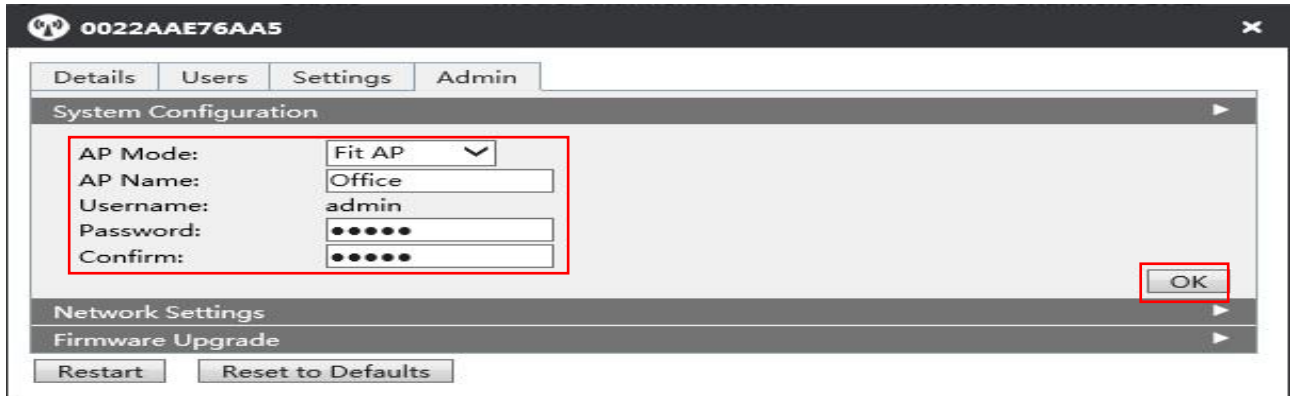 0022AAE76AA5
Details Users Settings Admin
System Configuration
AP Mode: Fit AP
AP Name: Office
Username: admin
Password: ●●●●●
Confirm: ●●●●●
OK
Network Settings
Firmware Upgrade
Restart Reset to Defaults